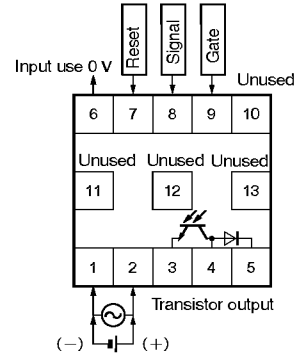 Reset
Signal
Gate
Input use 0 V
Unused
6 7 8 9 10
Unused Unused Unused
11 12 13
1 2 3 4 5
Transistor output
(−) (+)